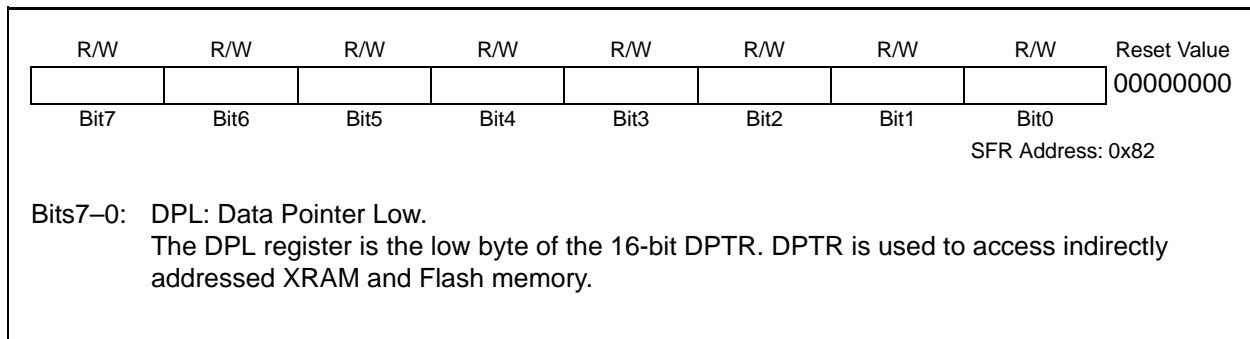 R/W R/W R/W R/W R/W R/W R/W R/W Reset Value
00000000
Bit7 Bit6 Bit5 Bit4 Bit3 Bit2 Bit1 Bit0
SFR Address: 0x82
Bits7–0: DPL: Data Pointer Low.
The DPL register is the low byte of the 16-bit DPTR. DPTR is used to access indirectly
addressed XRAM and Flash memory.